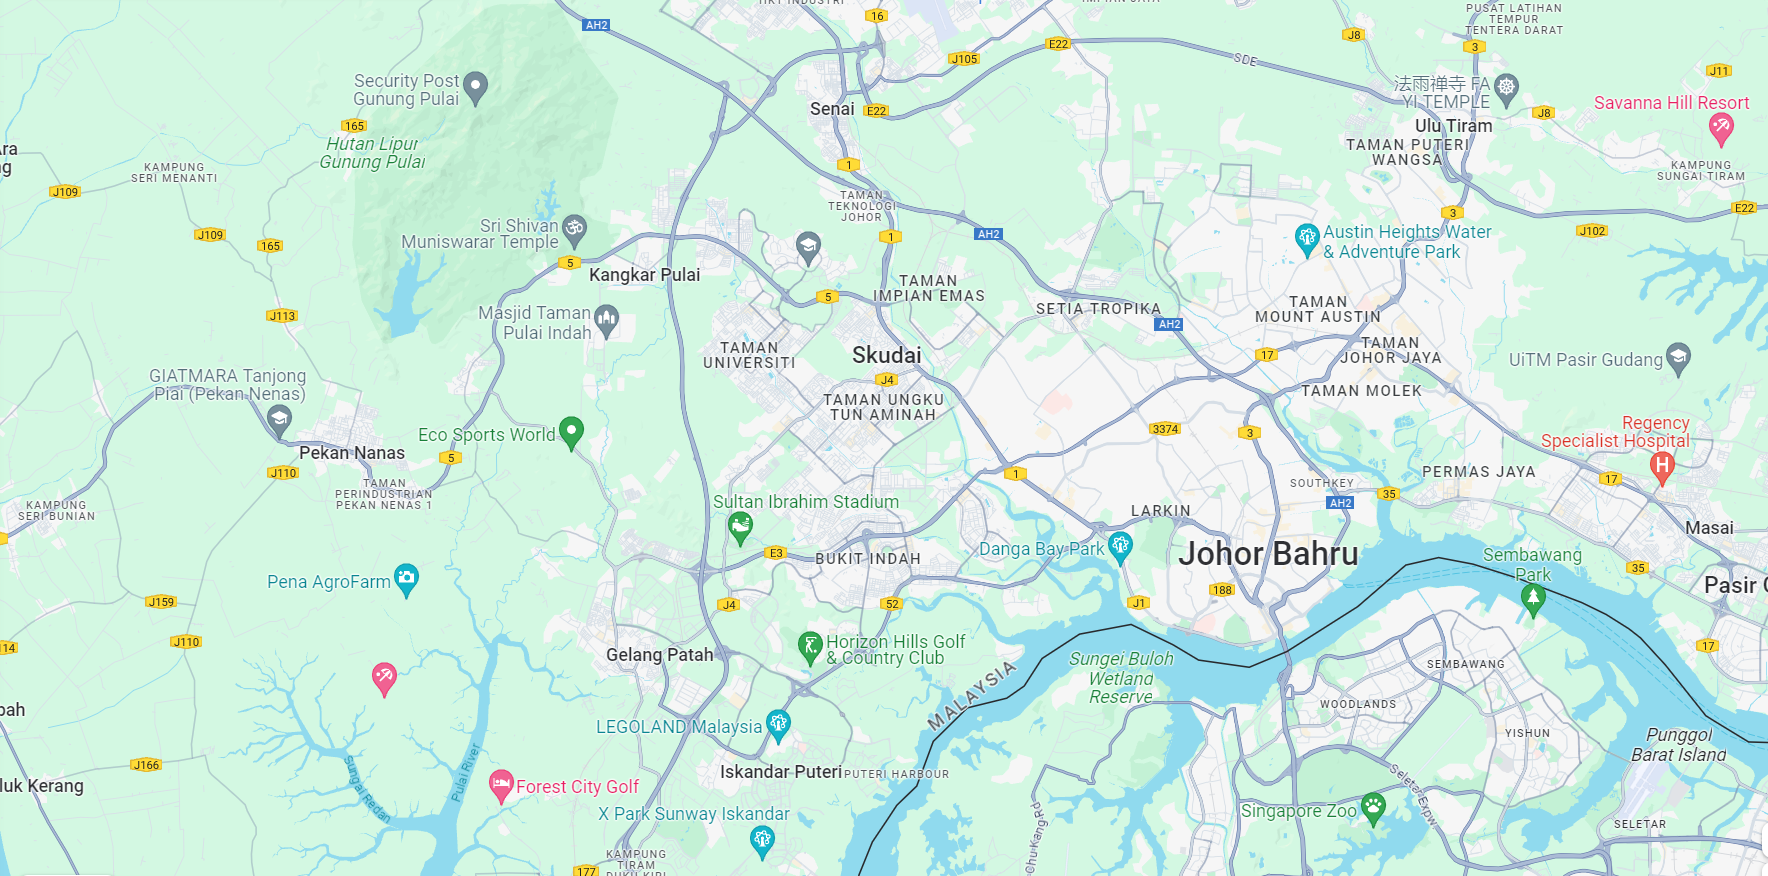 AH2
16
E22
J105
SDE
J8
PUSAT LATIHAN
TEMPUR
TENTERA DARAT
3
J11
Security Post
Gunung Pulai
Senai
E22
法雨禅寺 FA
YI TEMPLE
J8
Savanna Hill Resort
165
Hutan Lipur
Gunung Pulai
Ulu Tiram
TAMAN PUTERI
WANGSA
KAMPUNG
SERI MENANTI
1
KAMPUNG
SUNGAI TIRAM
J109
TAMAN
TEKNOLOGI
JOHOR
3
E22
J109
165
Sri Shivan
Muniswarar Temple
1
AH2
J102
Austin Heights Water
& Adventure Park
5
Kangkar Pulai
TAMAN
IMPIAN EMAS
5
SETIA TROPIKA
TAMAN
MOUNT AUSTIN
J113
Masjid Taman
Pulai Indah
AH2
TAMAN
UNIVERSITI
Skudai
17
TAMAN
JOHOR JAYA
UiTM Pasir Gudang
GIATMARA Tanjong
Piai (Pekan Nenas)
J4
TAMAN UNGKU
TUN AMINAH
TAMAN MOLEK
Eco Sports World
3374
3
Regency
Specialist Hospital
Pekan Nanas
5
J110
1
PERMAS JAYA
17
SOUTHKEY
TAMAN
PERINDUSTRIAN
PEKAN NENAS 1
KAMPUNG
SERI BUNIAN
Sultan Ibrahim Stadium
LARKIN
AH2
35
Masai
E3
BUKIT INDAH
Danga Bay Park
Johor Bahru
Sembawang
Park
35
Pena AgroFarm
Pasir
J159
J4
52
J1
188
J110
14
Gelang Patah
Horizon Hills Golf
& Country Club
MALAYSIA
Sungei Buloh
Wetland
Reserve
SEMBAWANG
17
WOODLANDS
LEGOLAND Malaysia
YISHUN
Punggol
Barat Island
J166
Sungai Redan
Pulai River
Iskandar Puteri
PUTERI HARBOUR
Seletar Expy
luk Kerang
Forest City Golf
X Park Sunway Iskandar
Chu Kang Rd
Singapore Zoo
SELETAR
KAMPUNG
TIRAM
177